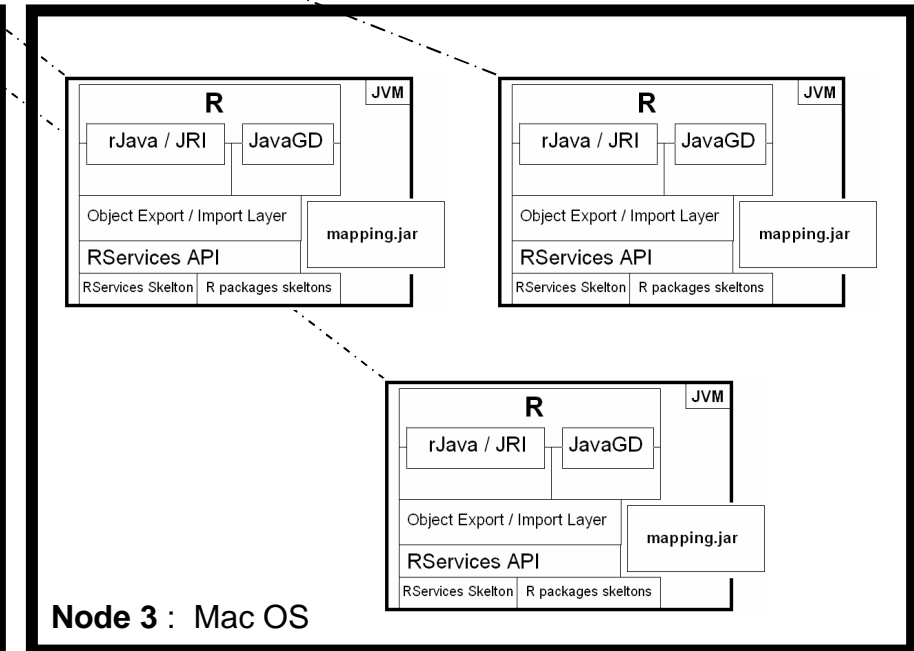 R
JVM
rJava / JRI
JavaGD
Object Export / Import Layer
mapping.jar
RServices API
RServices Skelton
R packages skeltons
R
JVM
rJava / JRI
JavaGD
Object Export / Import Layer
mapping.jar
RServices API
RServices Skelton
R packages skeltons
R
JVM
rJava / JRI
JavaGD
Object Export / Import Layer
mapping.jar
RServices API
RServices Skelton
R packages skeltons
Node 3 : Mac OS